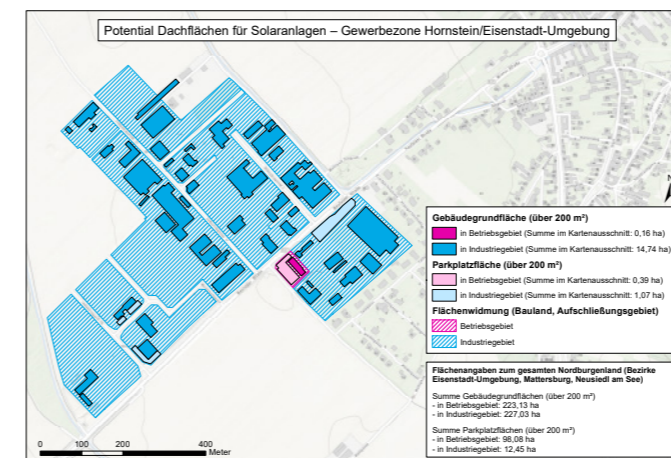 Potential Dachflächen für Solaranlagen – Gewerbezone Hornstein/Eisenstadt-Umgebung
N
Gebäudegrundfläche (über 200 m²)
in Betriebsgebiet (Summe im Kartenausschnitt: 0,16 ha)
in Industriegebiet (Summe im Kartenausschnitt: 14,74 ha)
Parkplatzfläche (über 200 m²)
in Betriebsgebiet (Summe im Kartenausschnitt: 0,39 ha)
in Industriegebiet (Summe im Kartenausschnitt: 1,07 ha)
Flächenwidmung (Bauland, Aufschließungsgebiet)
Betriebsgebiet
Industriegebiet
Flächenangaben zum gesamten Nordburgenland (Bezirke
Eisenstadt-Umgebung, Mattersburg, Neusiedl am See)
Summe Gebäudegrundflächen (über 200 m²)
- in Betriebsgebiet: 223,13 ha
- in Industriegebiet: 227,03 ha
Summe Parkplatzflächen (über 200 m²)
- in Betriebsgebiet: 98,08 ha
- in Industriegebiet: 12,45 ha
0 100 200 400
Meter